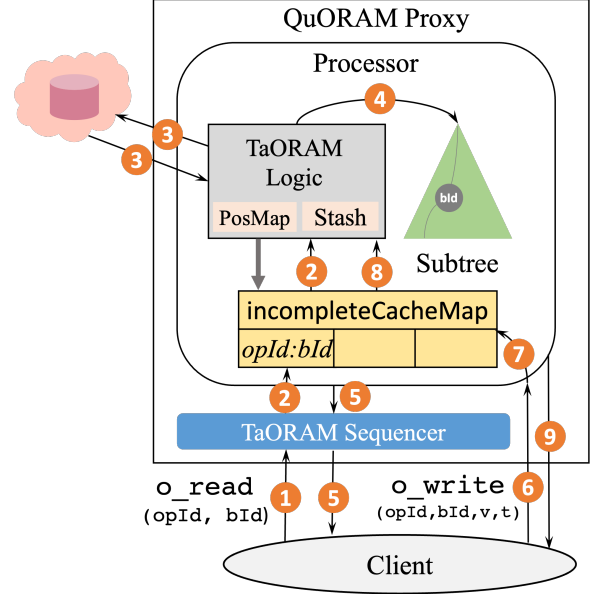 QuORAM Proxy
Processor
4
3
3
TaORAM
Logic
PosMap
Stash
bId
Subtree
2
8
incompleteCacheMap
opId:bId
7
2
5
9
TaORAM Sequencer
o_read
(opId, bId)
1
5
o_write
(opId,bId,v,t)
6
Client